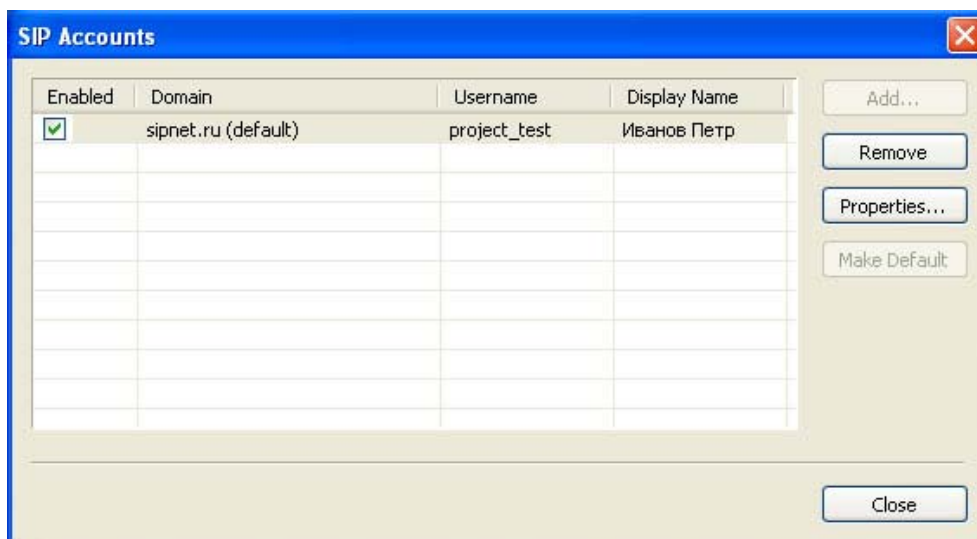 SIP Accounts
Enabled Domain Username Display Name
sipnet.ru (default) project_test Иванов Петр
Add...
Remove
Properties...
Make Default
Close